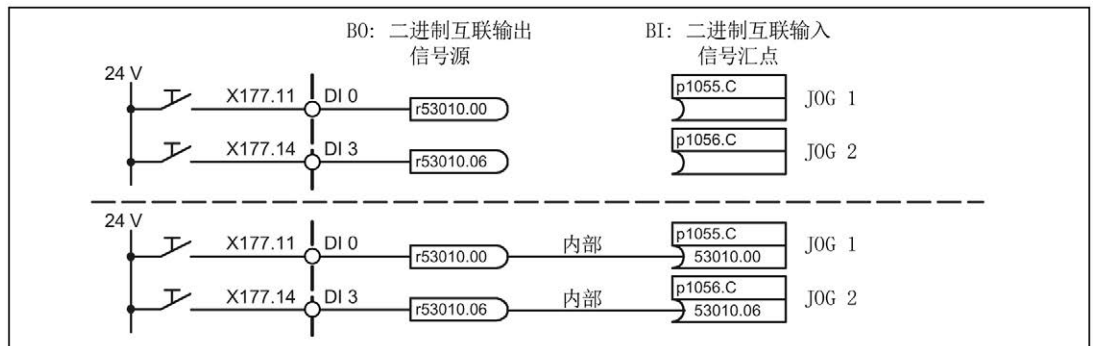 BO: 二进制互联输出 BI: 二进制互联输入
信号源 信号汇点
24 V
X177.11 DI 0 r53010.00 p1055.C JOG 1
X177.14 DI 3 r53010.06 p1056.C JOG 2
24 V
X177.11 DI 0 r53010.00 内部 p1055.C 53010.00 JOG 1
X177.14 DI 3 r53010.06 内部 p1056.C 53010.06 JOG 2